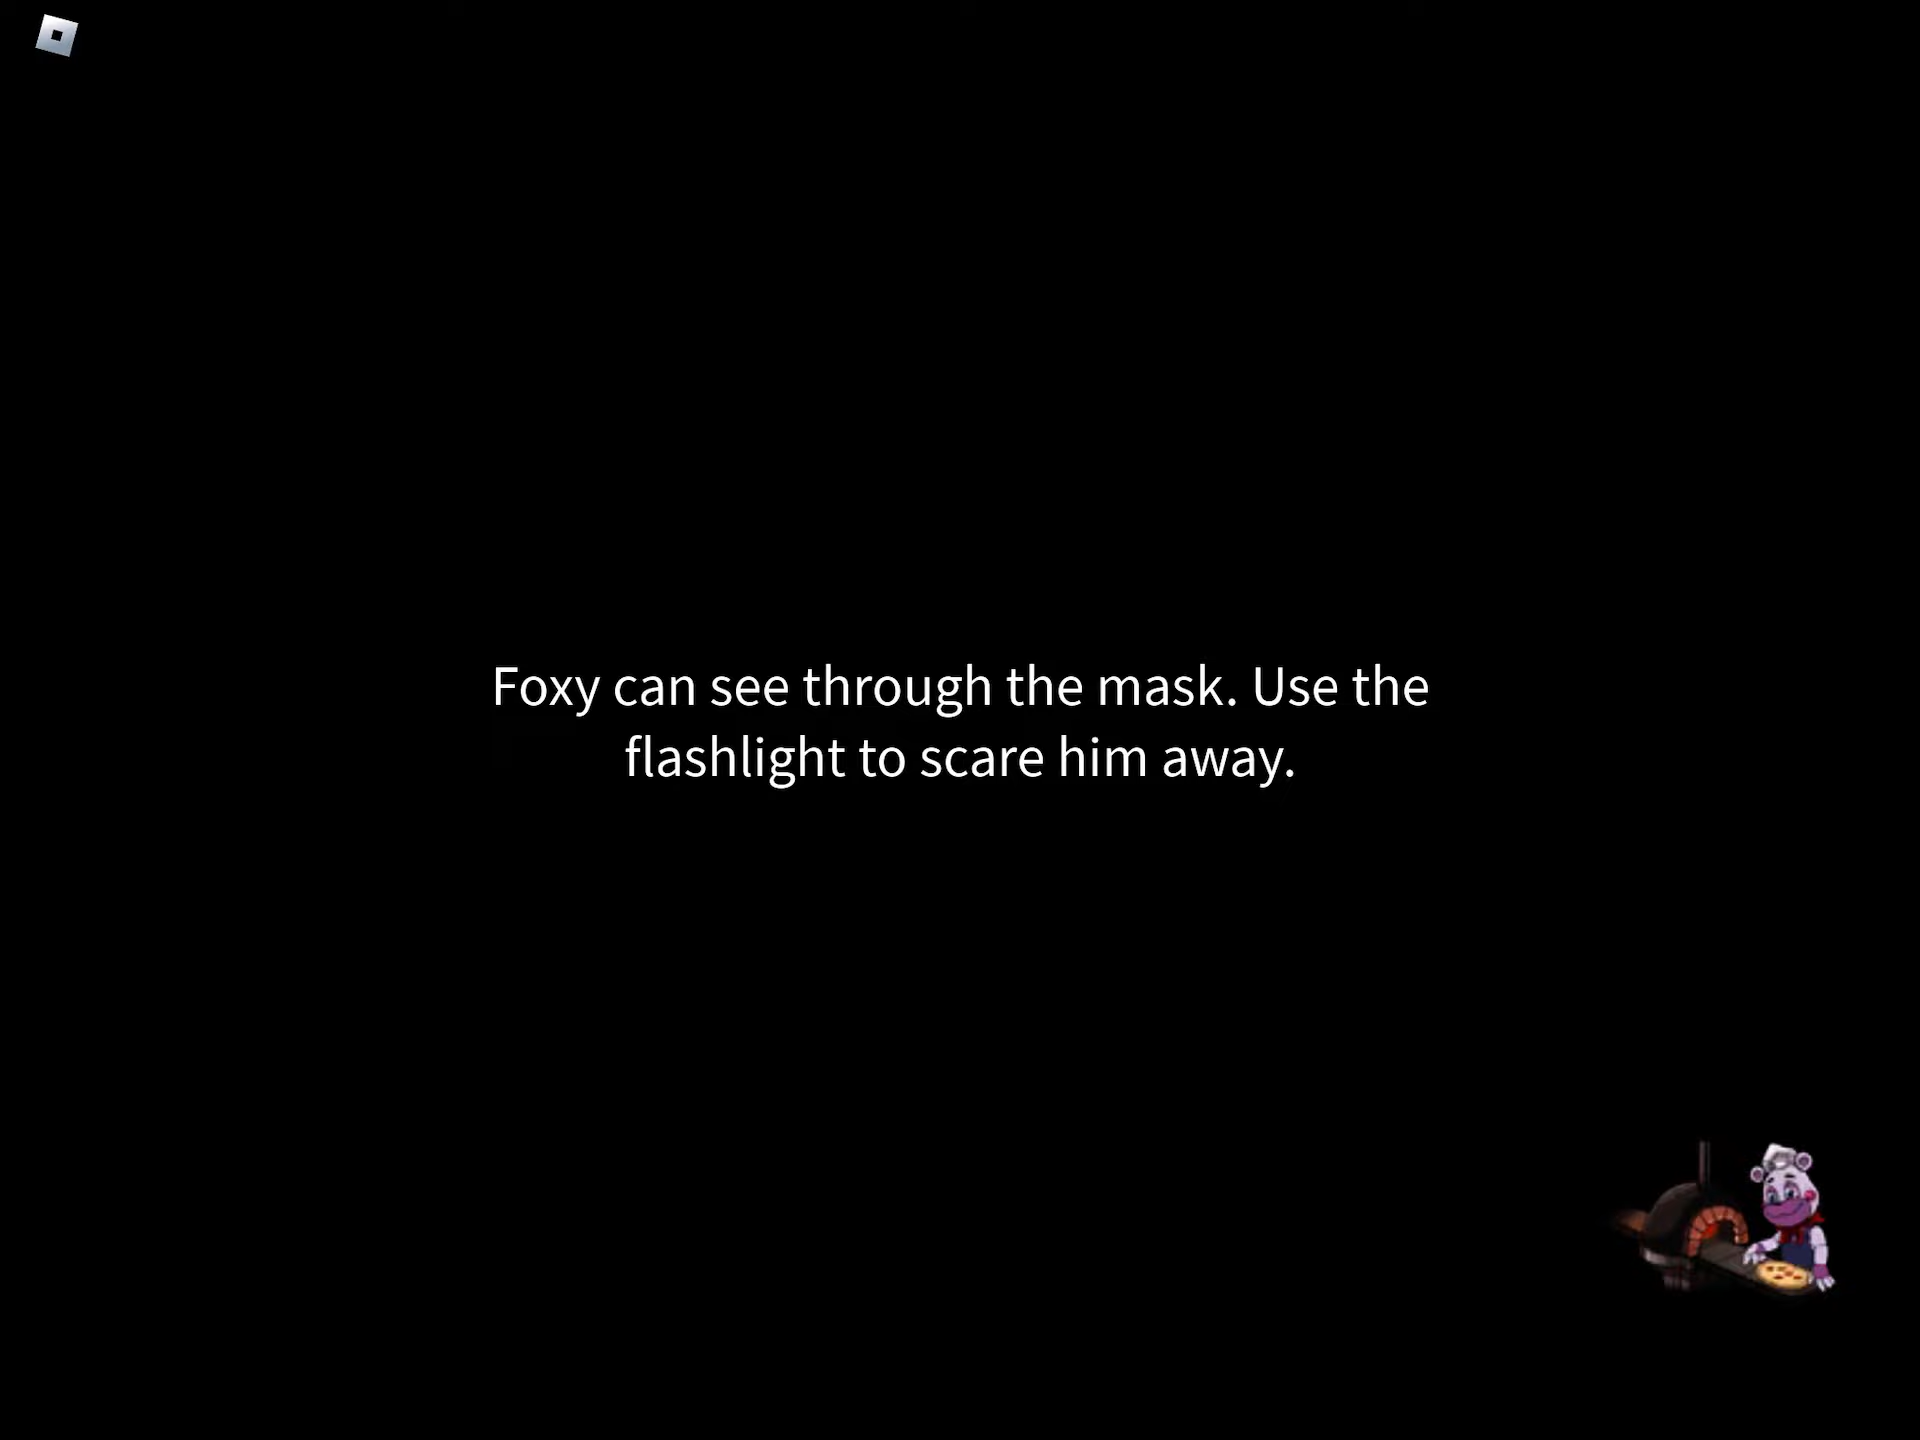 Foxy can see through the mask. Use the
flashlight to scare him away.